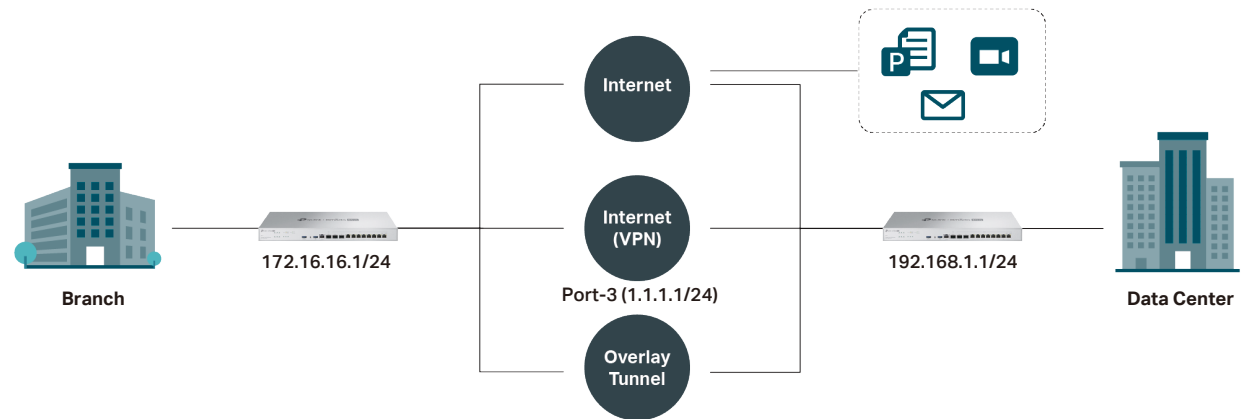 Internet
P
Internet
(VPN)
172.16.16.1/24
192.168.1.1/24
Branch
Port-3 (1.1.1.1/24)
Data Center
Overlay
Tunnel